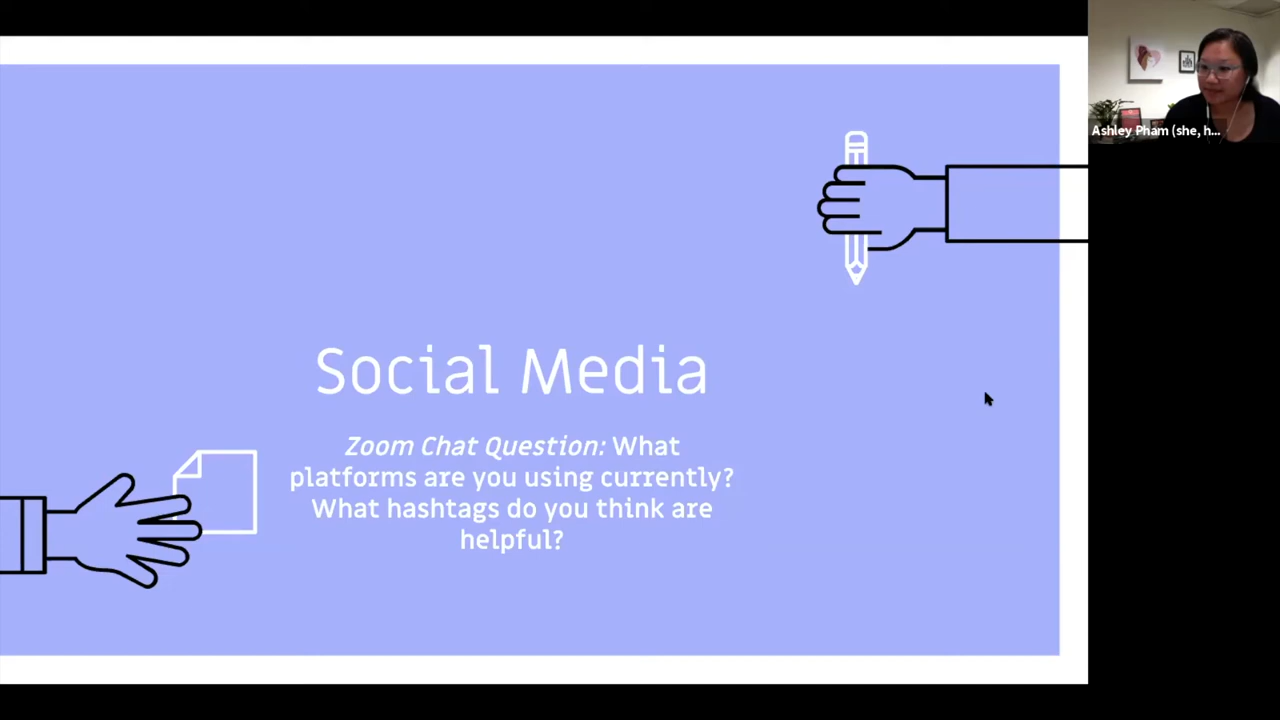 Ashley Pham (she, h...
Social Media
Zoom Chat Question: What
platforms are you using currently?
What hashtags do you think are
helpful?